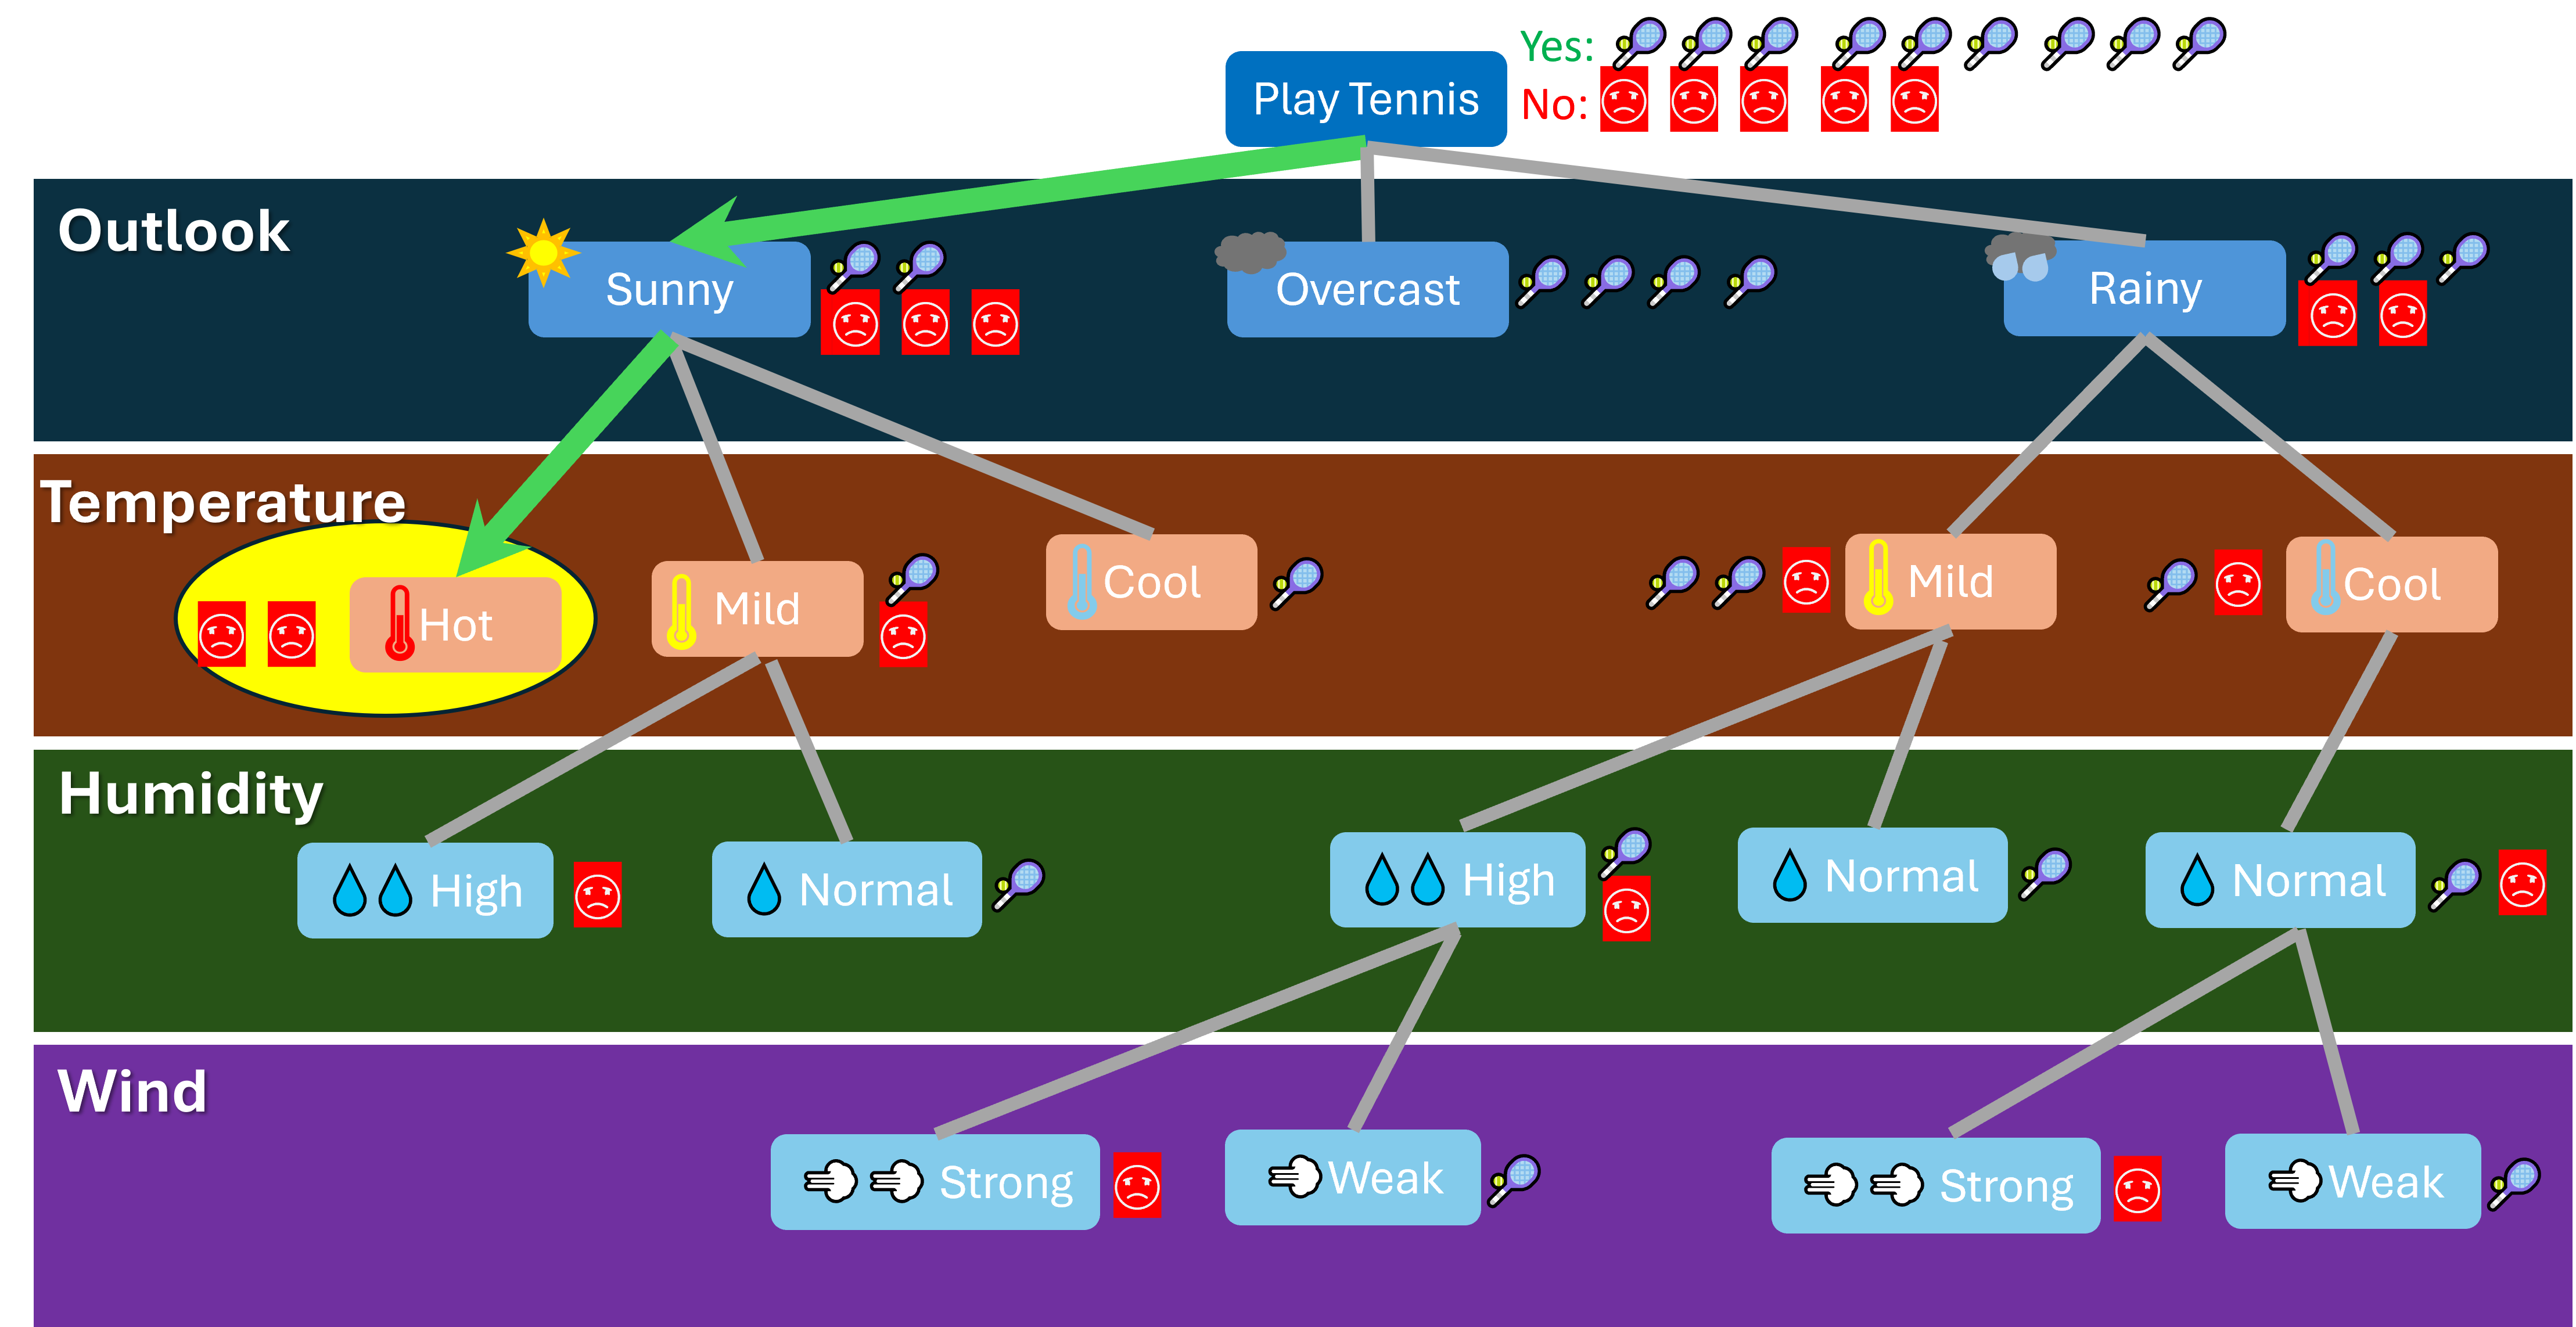 Play Tennis
Yes:
No:
Outlook
Sunny
Overcast
Rainy
Temperature
Hot
Mild
Cool
Mild
Cool
Humidity
High
Normal
High
Normal
Normal
Wind
Strong
Weak
Strong
Weak